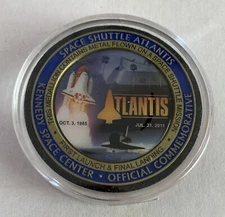 SPACE SHUTTLE ATLANTIS
CONTAINING METAL FLOWN ON A SPACE SHUTTLE MISSION
ATLANTIS
OCT. 3, 1985
JUL. 21, 2011
FIRST LAUNCH & FINAL LANDING
KENNEDY SPACE CENTER • OFFICIAL COMMEMORATIVE